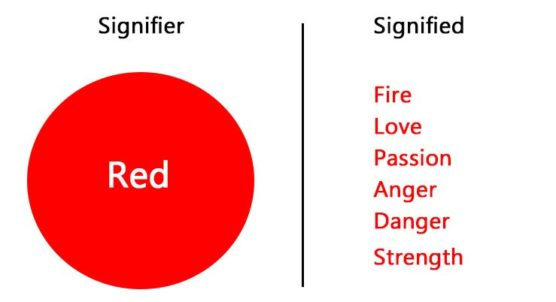 Signifier
Red
Signified
Fire
Love
Passion
Anger
Danger
Strength